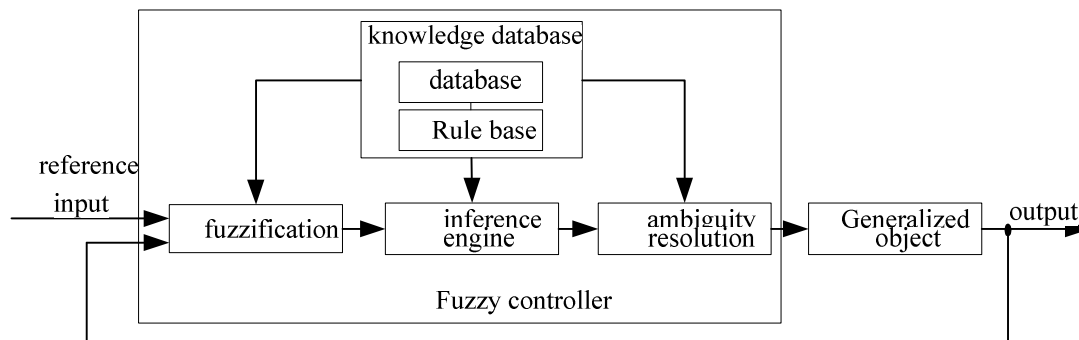 knowledge database
database
Rule base
reference
input
fuzzification
inference
engine
ambiguity
resolution
Generalized
object
output
Fuzzy controller